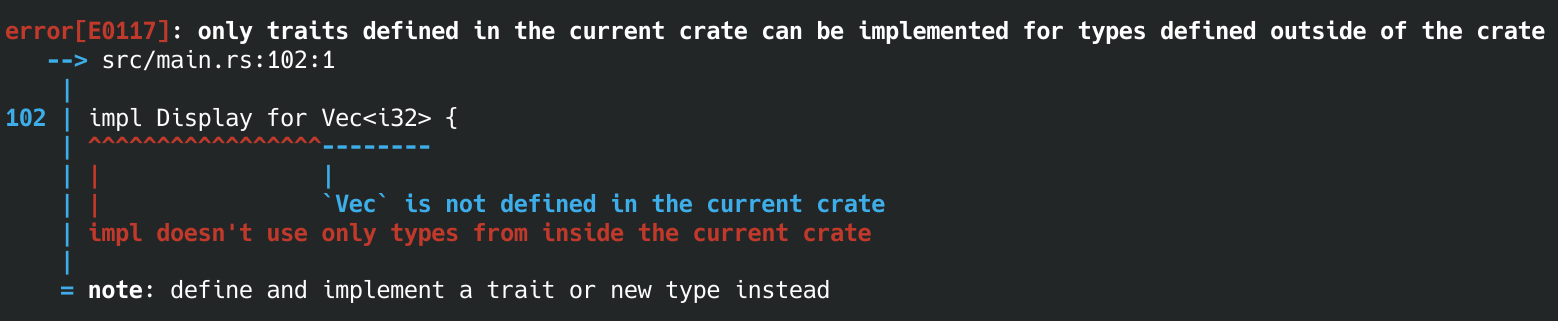 error[E0117]: only traits defined in the current crate can be implemented for types defined outside of the crate
   --> src/main.rs:102:1
    |
102 | impl Display for Vec<i32> {
    | ^^^^^^^^^^^^^^^^^--------
    | |                |
    | |                `Vec` is not defined in the current crate
    | impl doesn't use only types from inside the current crate
    |
    = note: define and implement a trait or new type instead